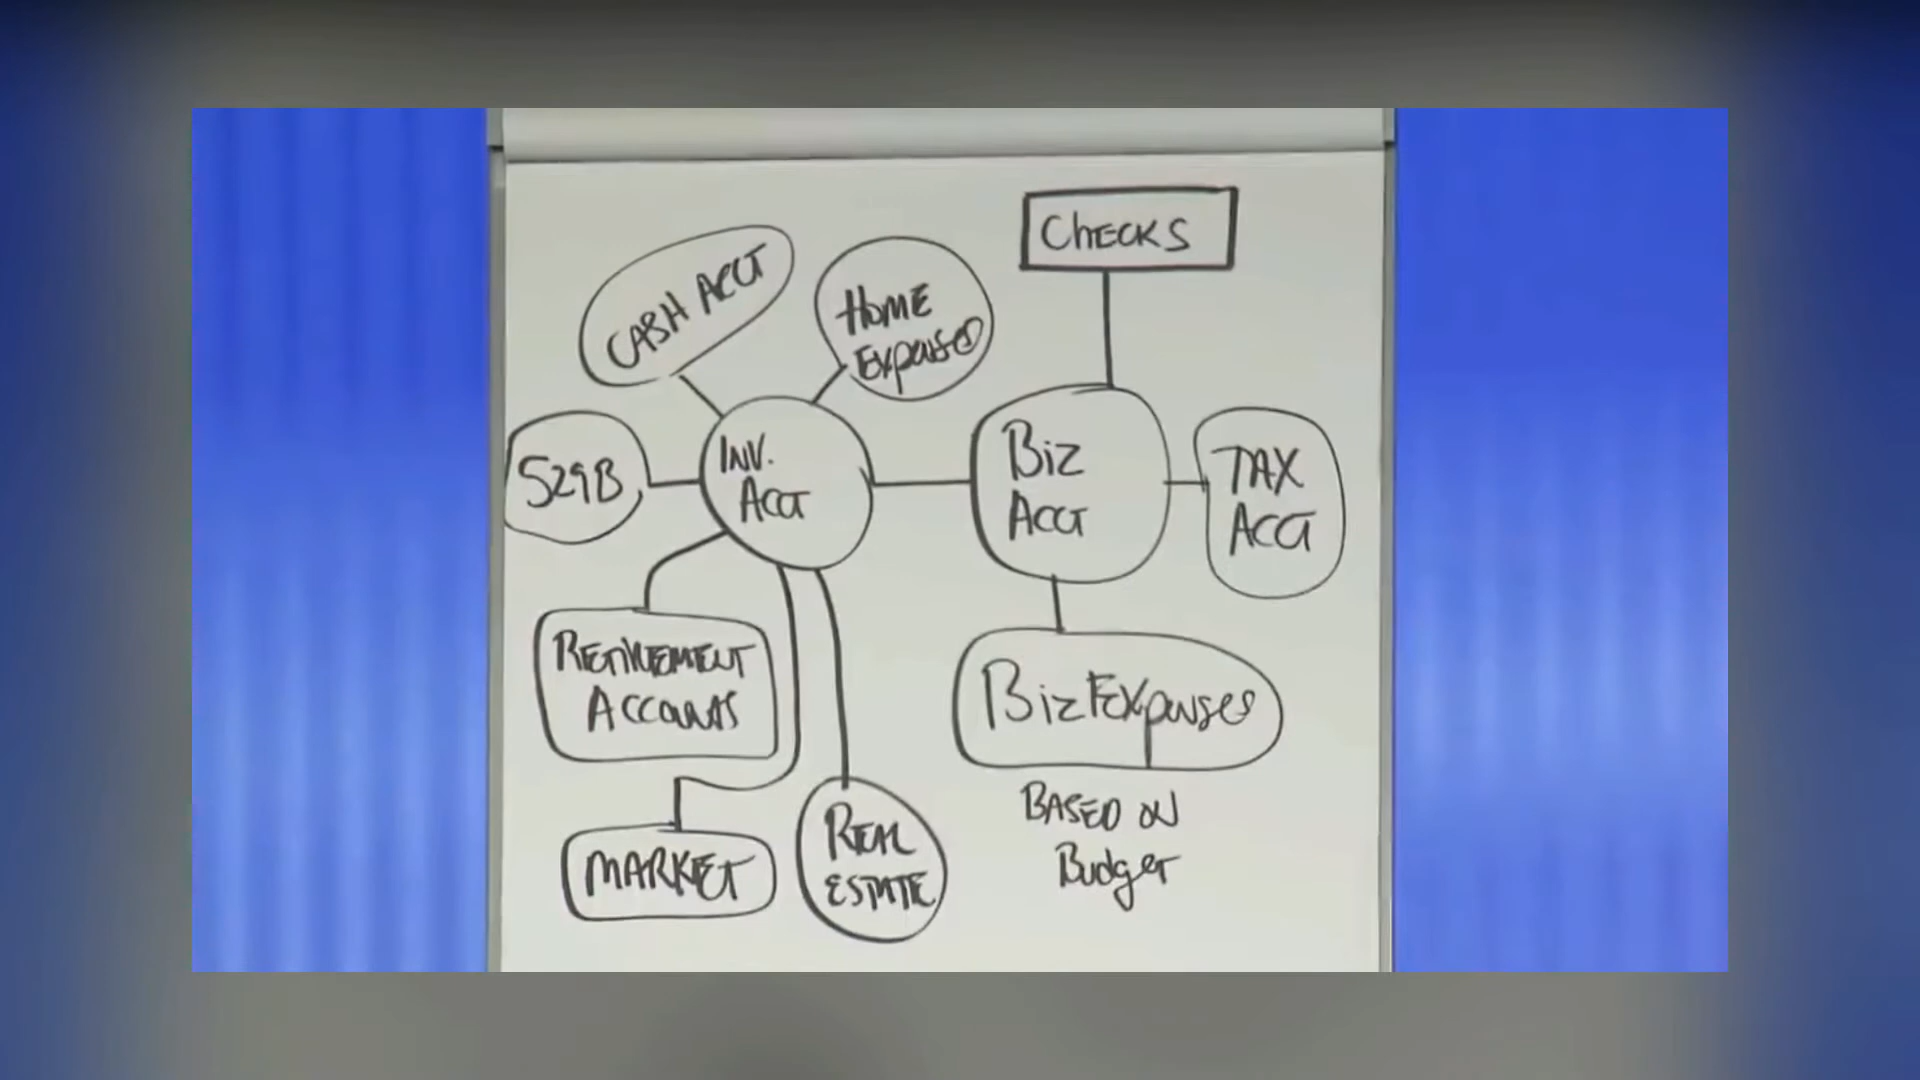 Checks
CASH ACCT
HOME
Expenses
INV.
ACCT
Biz
ACCT
TAX
ACCT
529B
RETIREMENT
ACCOUNTS
Biz Expenses
BASED ON
Budget
MARKET
REAL
ESTATE